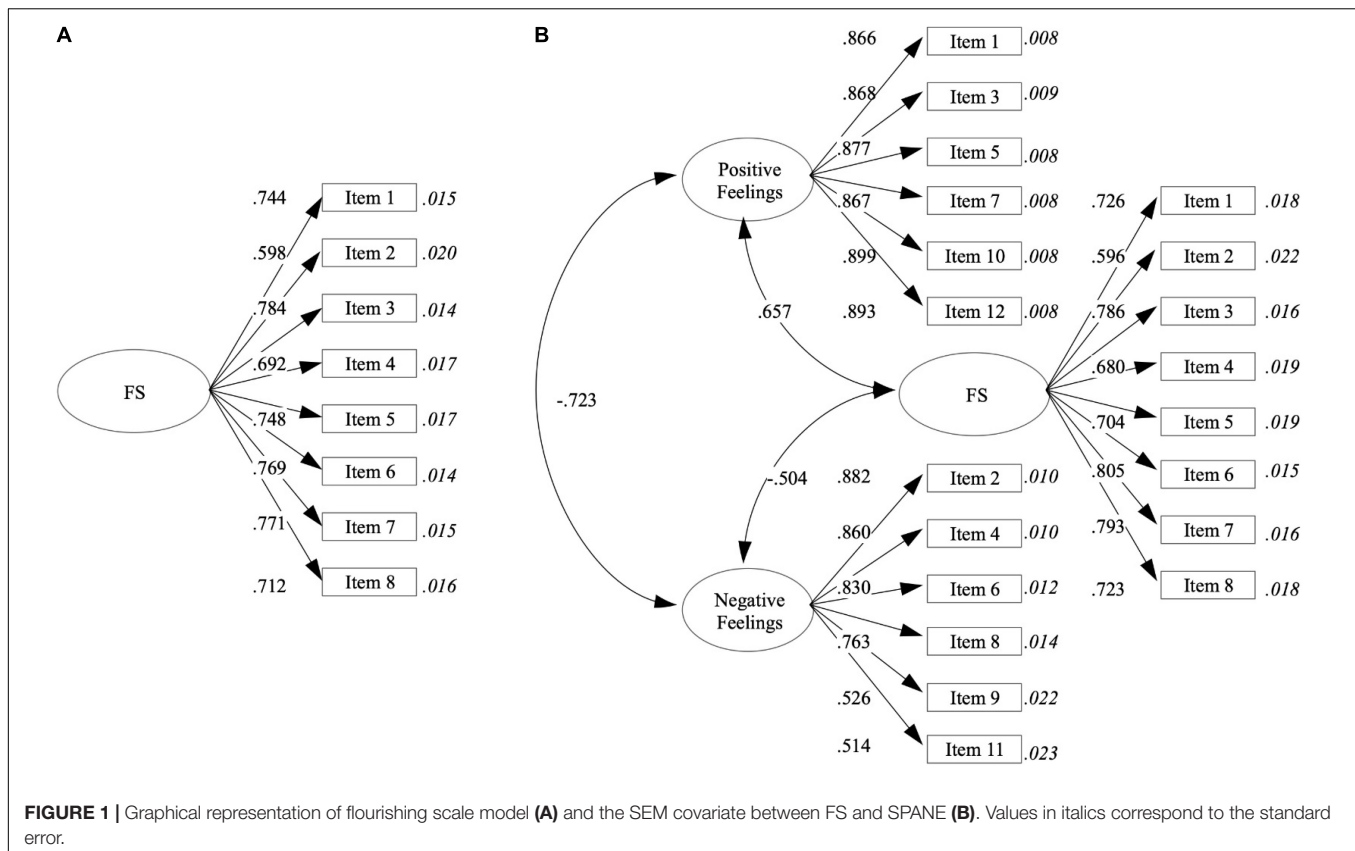 A
B
.744 Item 1 .015
.598 Item 2 .020
.784 Item 3 .014
FS
.692 Item 4 .017
.748 Item 5 .017
.769 Item 6 .014
.771 Item 7 .015
.712 Item 8 .016
Positive
Feelings
.866 Item 1 .008
.868 Item 3 .009
.877 Item 5 .008
.867 Item 7 .008
.899 Item 10 .008
.893 Item 12 .008
.657
-.723
-.504
Negative
Feelings
.882 Item 2 .010
.860 Item 4 .010
.830 Item 6 .012
.763 Item 8 .014
.526 Item 9 .022
.514 Item 11 .023
FS
.726 Item 1 .018
.596 Item 2 .022
.786 Item 3 .016
.680 Item 4 .019
.704 Item 5 .019
.805 Item 6 .015
.793 Item 7 .016
.723 Item 8 .018
FIGURE 1 | Graphical representation of flourishing scale model (A) and the SEM covariate between FS and SPANE (B). Values in italics correspond to the standard
error.